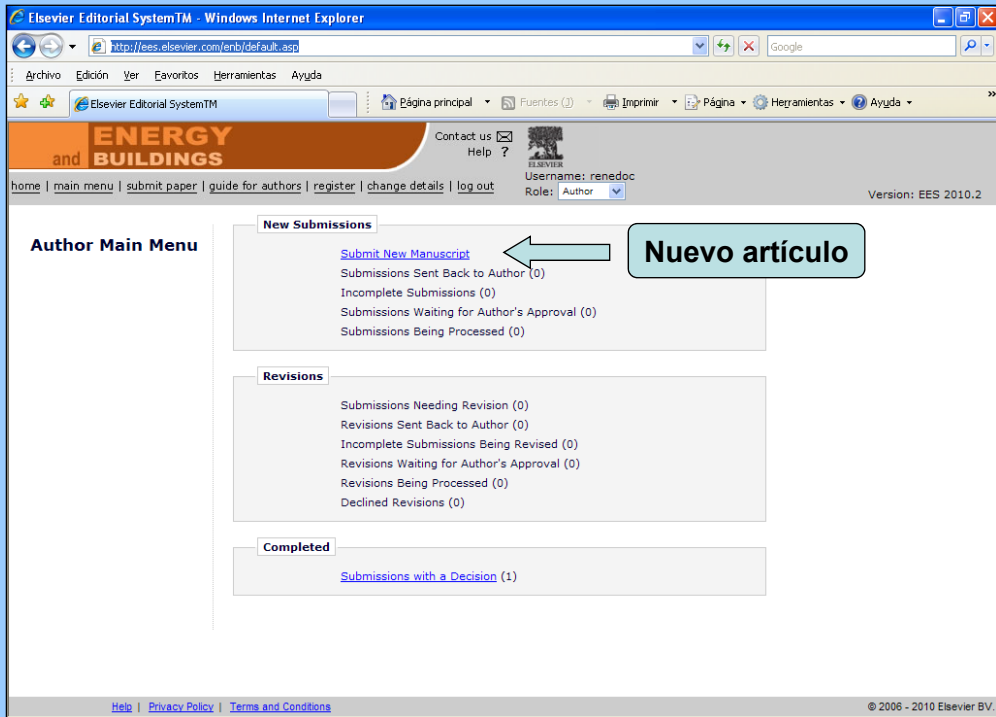 Elsevier Editorial SystemTM - Windows Internet Explorer
http://ees.elsevier.com/enb/default.asp
Google
Archivo Edición Ver Favoritos Herramientas Ayuda
Elsevier Editorial SystemTM Página principal Fuentes (J) Imprimir Página Herramientas Ayuda »
ENERGY
and BUILDINGS
Contact us
Help ?
ELSEVIER
Username: renedoc
Role: Author
home | main menu | submit paper | guide for authors | register | change details | log out
Version: EES 2010.2
Author Main Menu
New Submissions
Submit New Manuscript
Nuevo artículo
Submissions Sent Back to Author (0)
Incomplete Submissions (0)
Submissions Waiting for Author's Approval (0)
Submissions Being Processed (0)
Revisions
Submissions Needing Revision (0)
Revisions Sent Back to Author (0)
Incomplete Submissions Being Revised (0)
Revisions Waiting for Author's Approval (0)
Revisions Being Processed (0)
Declined Revisions (0)
Completed
Submissions with a Decision (1)
Help | Privacy Policy | Terms and Conditions
© 2006 - 2010 Elsevier BV.